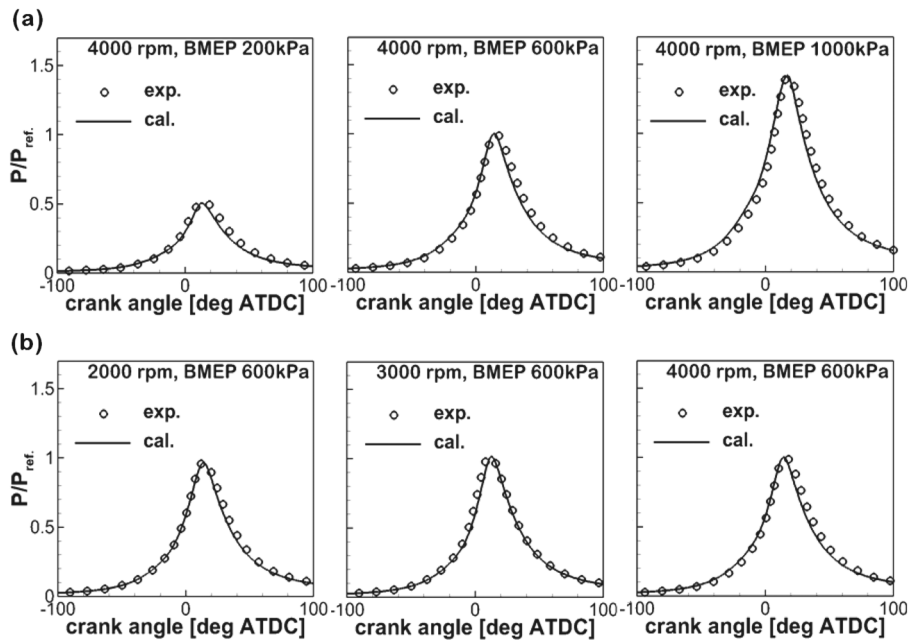 (a)
4000 rpm, BMEP 200kPa
4000 rpm, BMEP 600kPa
4000 rpm, BMEP 1000kPa
1.5
exp.
exp.
exp.
cal.
cal.
cal.
1
P/Pref.
0.5
0
-100
0
100
-100
0
100
-100
0
100
crank angle [deg ATDC]
crank angle [deg ATDC]
crank angle [deg ATDC]
(b)
2000 rpm, BMEP 600kPa
3000 rpm, BMEP 600kPa
4000 rpm, BMEP 600kPa
1.5
exp.
exp.
exp.
cal.
cal.
cal.
1
P/Pref.
0.5
0
-100
0
100
-100
0
100
-100
0
100
crank angle [deg ATDC]
crank angle [deg ATDC]
crank angle [deg ATDC]